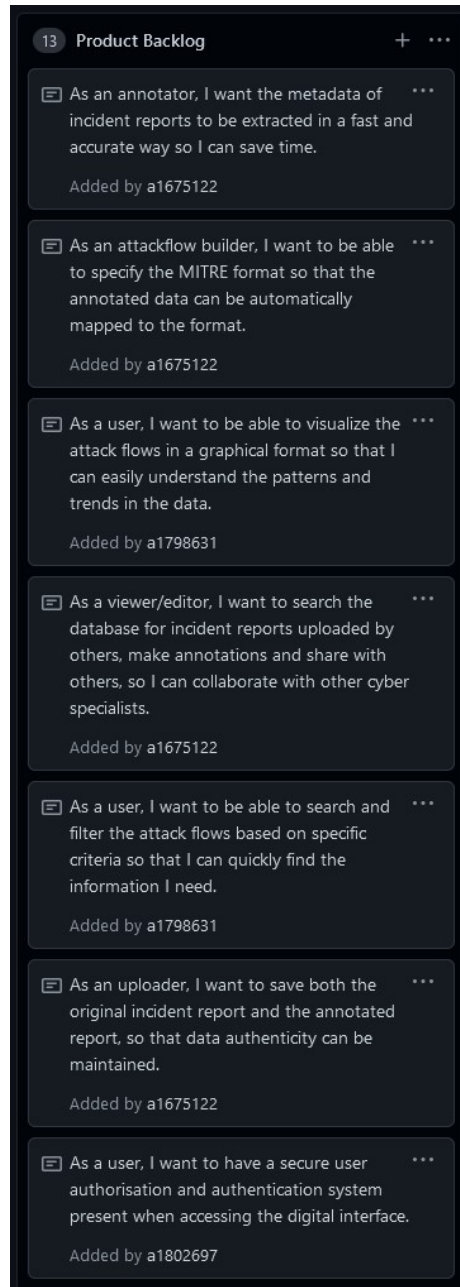 13 Product Backlog
As an annotator, I want the metadata of
incident reports to be extracted in a fast and
accurate way so I can save time.
Added by a1675122
As an attackflow builder, I want to be able
to specify the MITRE format so that the
annotated data can be automatically
mapped to the format.
Added by a1675122
As a user, I want to be able to visualize the
attack flows in a graphical format so that I
can easily understand the patterns and
trends in the data.
Added by a1798631
As a viewer/editor, I want to search the
database for incident reports uploaded by
others, make annotations and share with
others, so I can collaborate with other cyber
specialists.
Added by a1675122
As a user, I want to be able to search and
filter the attack flows based on specific
criteria so that I can quickly find the
information I need.
Added by a1798631
As an uploader, I want to save both the
original incident report and the annotated
report, so that data authenticity can be
maintained.
Added by a1675122
As a user, I want to have a secure user
authorisation and authentication system
present when accessing the digital interface.
Added by a1802697